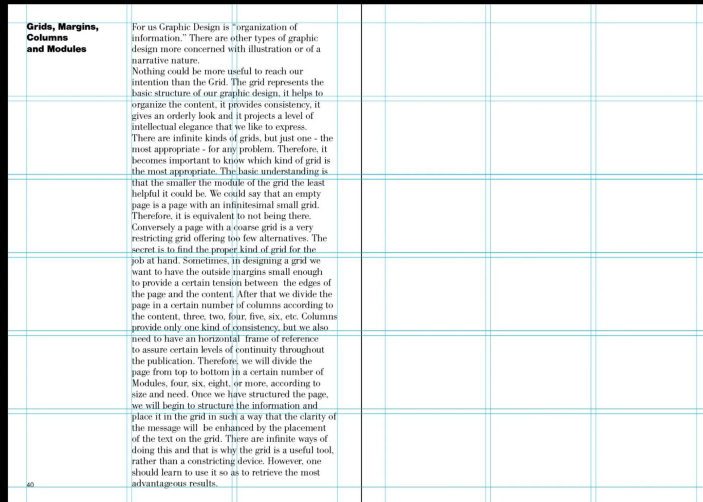 Grids, Margins,
Columns
and Modules
For us Graphic Design is “organization of
information.” There are other types of graphic
design more concerned with illustration or of a
narrative nature.
Nothing could be more useful to reach our
intention than the Grid. The grid represents the
basic structure of our graphic design, it helps to
organize the content, it provides consistency, it
gives an orderly look and it projects a level of
intellectual elegance that we like to express.
There are infinite kinds of grids, but just one - the
most appropriate - for any problem. Therefore, it
becomes important to know which kind of grid is
the most appropriate. The basic understanding is
that the smaller the module of the grid the least
helpful it could be. We could say that an empty
page is a page with an infinitesimal small grid.
Therefore, it is equivalent to not being there.
Conversely a page with a coarse grid is a very
restricting grid offering too few alternatives. The
secret is to find the proper kind of grid for the
job at hand. Sometimes, in designing a grid we
want to have the outside margins small enough
to provide a certain tension between the edges of
the page and the content. After that we divide the
page in a certain number of columns according to
the content, three, two, four, five, six, etc. Columns
provide only one kind of consistency, but we also
need to have an horizontal frame of reference
to assure certain levels of continuity throughout
the publication. Therefore, we will divide the
page from top to bottom in a certain number of
Modules, four, six, eight, or more, according to
size and need. Once we have structured the page,
we will begin to structure the information and
place it in the grid in such a way that the clarity of
the message will be enhanced by the placement
of the text on the grid. There are infinite ways of
doing this and that is why the grid is a useful tool,
rather than a constricting device. However, one
should learn to use it so as to retrieve the most
advantageous results.
40